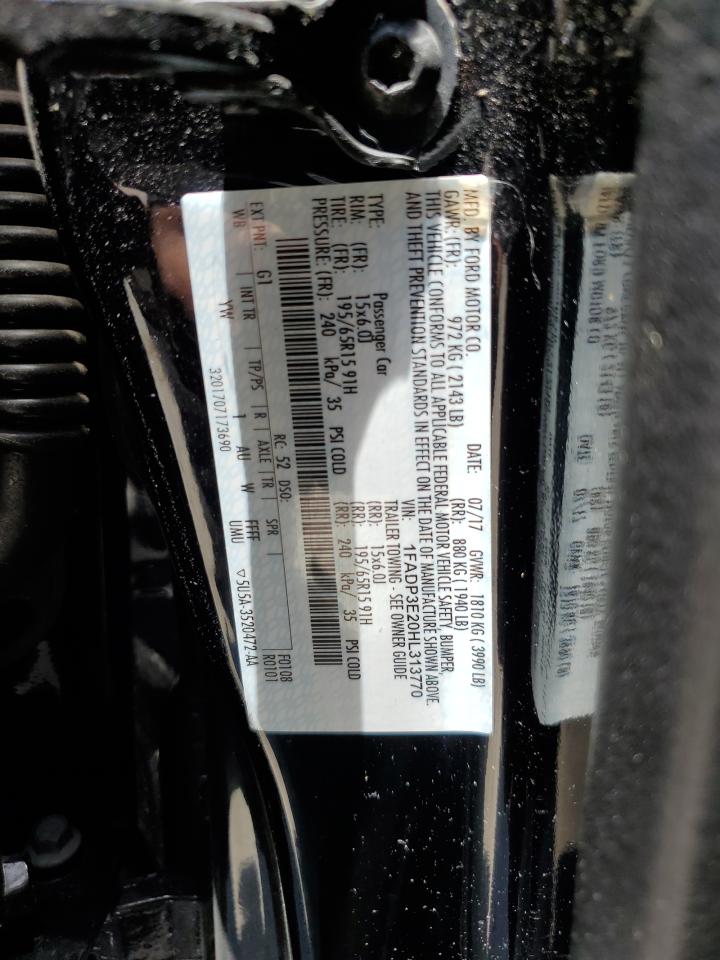 MFD. BY FORD MOTOR CO. DATE: 07/17 GVWR: 1810 KG ( 3990 LB)
GAWR: (FR): 972 KG ( 2143 LB) (RR): 880 KG ( 1940 LB)
THIS VEHICLE CONFORMS TO ALL APPLICABLE FEDERAL MOTOR VEHICLE SAFETY, BUMPER,
AND THEFT PREVENTION STANDARDS IN EFFECT ON THE DATE OF MANUFACTURE SHOWN ABOVE.
VIN: 1FADP3E20HL313770
TYPE: Passenger Car TRAILER TOWING - SEE OWNER GUIDE
RIM: (FR): 15x6.0J (RR): 15x6.0J
TIRE: (FR): 195/65R15 91H (RR): 195/65R15 91H
PRESSURE: (FR): 240 kPa/ 35 PSI COLD (RR): 240 kPa/ 35 PSI COLD
F0108
EXT PNT: G1 RC: 52 DSO: R0101
WB | INT TR | TP/PS | R | AXLE | TR | SPR
YW 1 AU W FFFF
UMU
3201707173690 ▽5U5A-3520472-AA